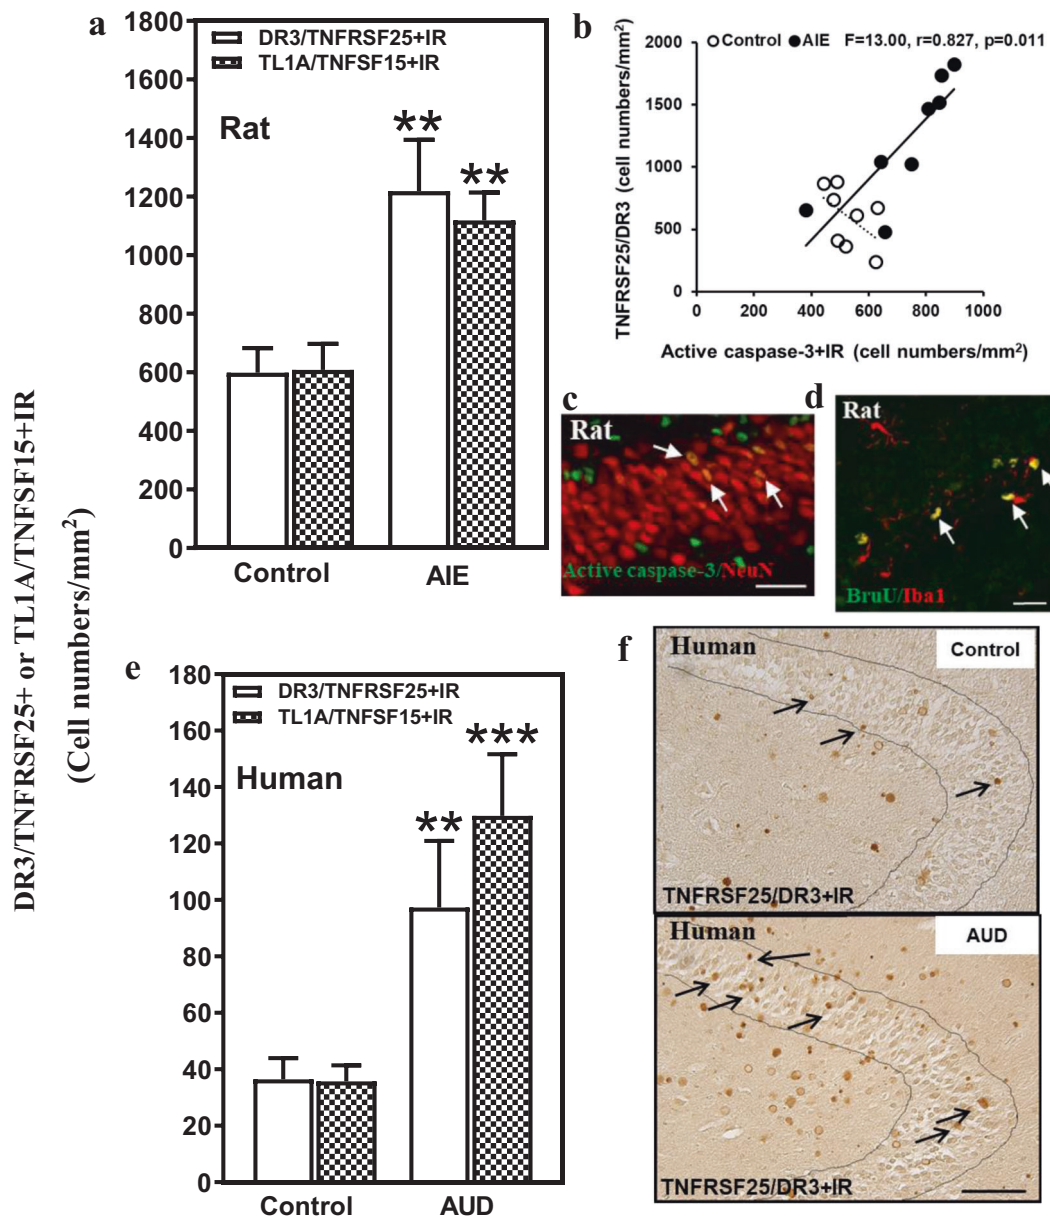 DR3/TNFRSF25+ or TL1A/TNFSF15+IR
(Cell numbers/mm²)
a
1800
1600
1400
1200
1000
800
600
400
200
0
DR3/TNFRSF25+IR
TL1A/TNFSF15+IR
Rat
**
**
Control
AIE
b
Control
AIE
F=13.00, r=0.827, p=0.011
TNFRSF25/DR3 (cell numbers/mm²)
2000
1500
1000
500
0
0
200
400
600
800
1000
Active caspase-3+IR (cell numbers/mm²)
c
Rat
Active caspase-3/NeuN
d
Rat
BruU/Iba1
e
180
160
140
120
100
80
60
40
20
0
DR3/TNFRSF25+IR
TL1A/TNFSF15+IR
Human
**
***
Control
AUD
f
Human
Control
TNFRSF25/DR3+IR
Human
AUD
TNFRSF25/DR3+IR